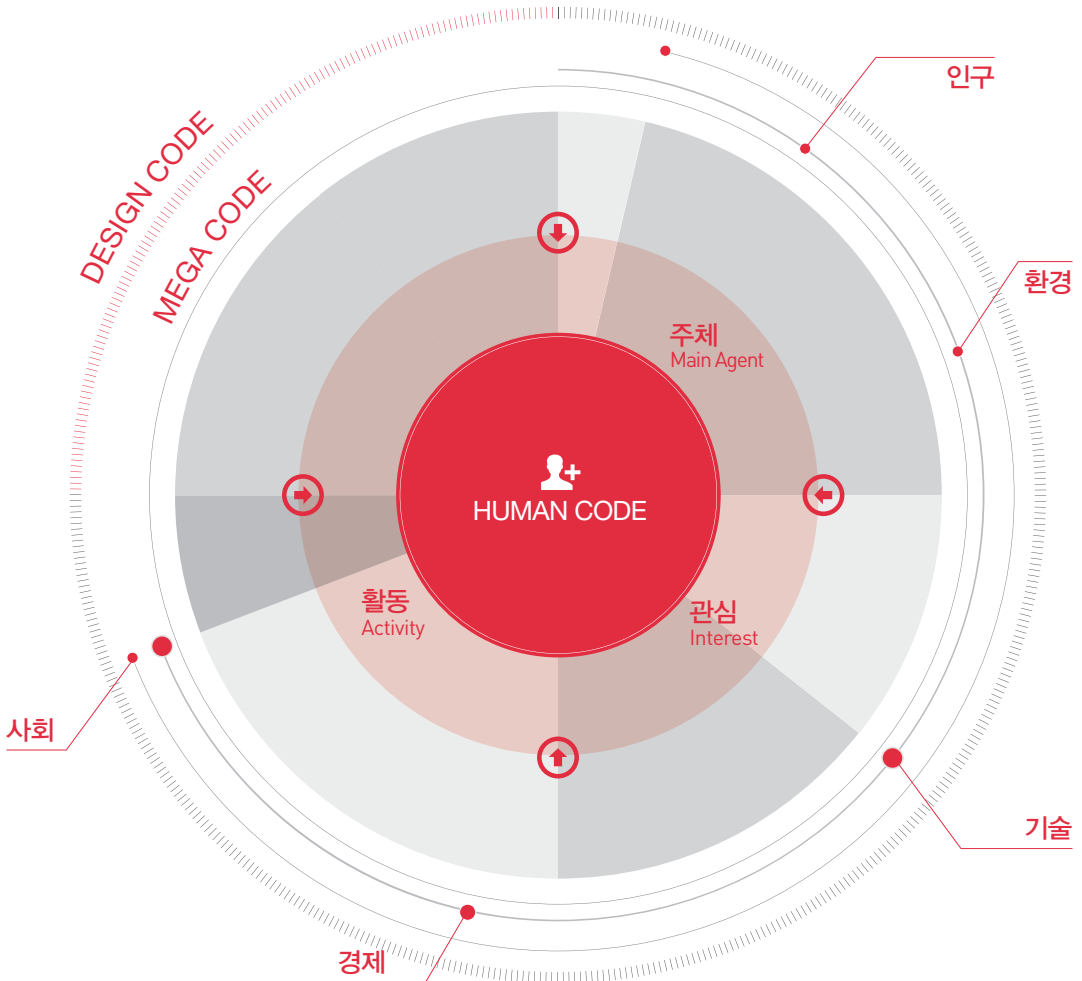 DESIGN CODE
MEGA CODE
인구
환경
주체
Main Agent
HUMAN CODE
활동
Activity
관심
Interest
사회
기술
경제